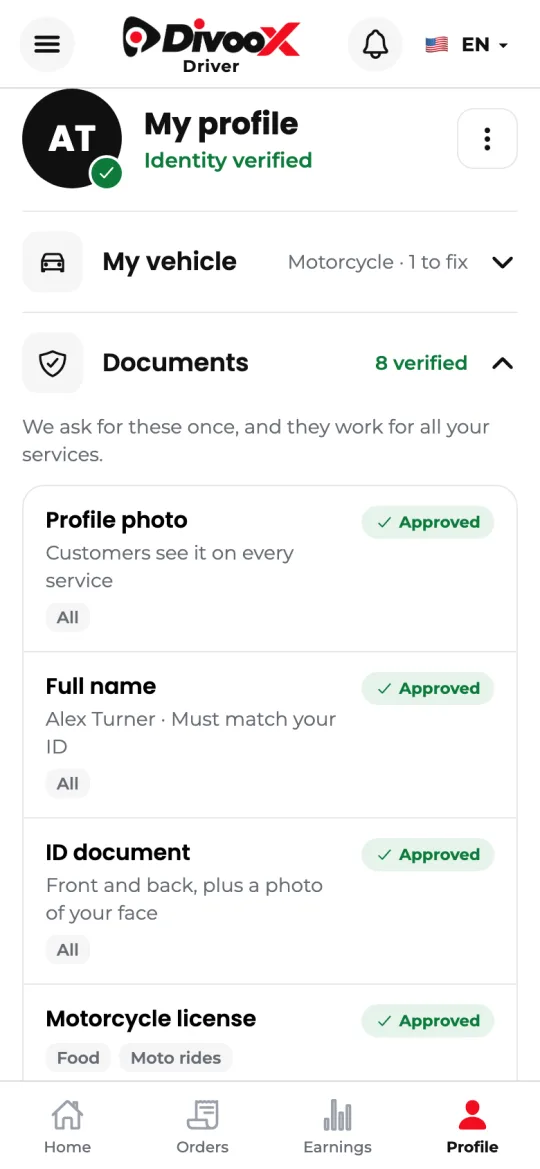 DivooX
Driver
EN
AT
My profile
Identity verified
My vehicle
Motorcycle · 1 to fix
Documents
8 verified
We ask for these once, and they work for all your
services.
Profile photo
Approved
Customers see it on every
service
All
Full name
Approved
Alex Turner · Must match your
ID
All
ID document
Approved
Front and back, plus a photo
of your face
All
Motorcycle license
Approved
Food
Moto rides
Home
Orders
Earnings
Profile